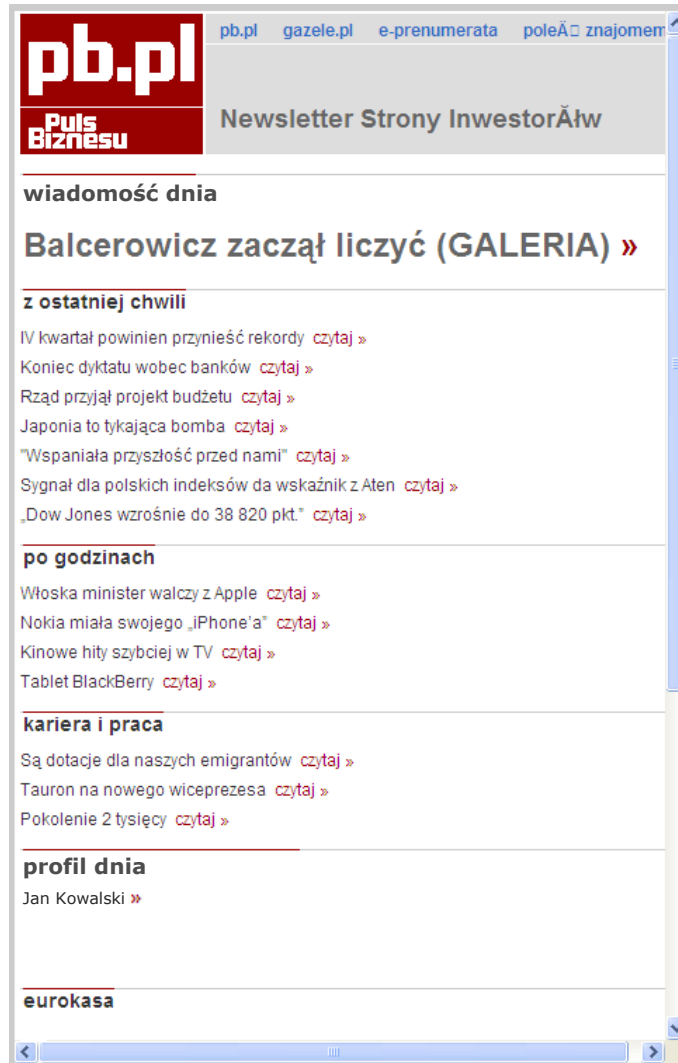 pb.pl
Puls
Biznesu
pb.pl gazele.pl e-prenumerata poleÄ□ znajomem
Newsletter Strony InwestorĂłw
wiadomość dnia
Balcerowicz zaczął liczyć (GALERIA) »
z ostatniej chwili
IV kwartał powinien przynieść rekordy czytaj »
Koniec dyktatu wobec banków czytaj »
Rząd przyjął projekt budżetu czytaj »
Japonia to tykająca bomba czytaj »
"Wspaniała przyszłość przed nami" czytaj »
Sygnał dla polskich indeksów da wskaźnik z Aten czytaj »
„Dow Jones wzrośnie do 38 820 pkt.” czytaj »
po godzinach
Włoska minister walczy z Apple czytaj »
Nokia miała swojego „iPhone’a” czytaj »
Kinowe hity szybciej w TV czytaj »
Tablet BlackBerry czytaj »
kariera i praca
Są dotacje dla naszych emigrantów czytaj »
Tauron na nowego wiceprezesa czytaj »
Pokolenie 2 tysięcy czytaj »
profil dnia
Jan Kowalski »
eurokasa